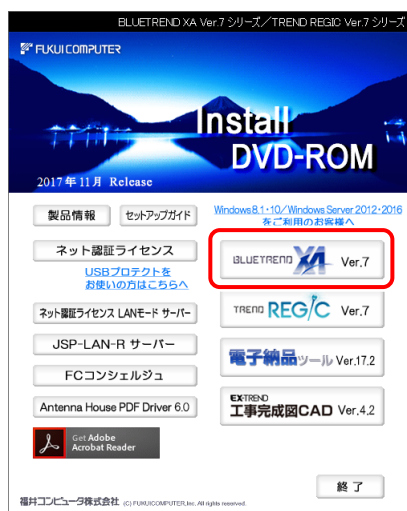 BLUETREND XA Ver.7 シリーズ／TREND REGIC Ver.7 シリーズ
FUKUI COMPUTER
Install
DVD-ROM
2017年11月 Release
製品情報
セットアップガイド
Windows8.1・10／Windows Server 2012・2016
をご利用のお客様へ
ネット認証ライセンス
USBプロテクトを
お使いの方はこちらへ
BLUETREND XA Ver.7
ネット認証ライセンス LANモード サーバー
TREND REGIC Ver.7
JSP-LAN-R サーバー
電子納品ツール Ver.17.2
FCコンシェルジュ
Antenna House PDF Driver 6.0
EX-TREND
工事完成図CAD Ver.4.2
Get Adobe
Acrobat Reader
終了
福井コンピュータ株式会社 (C) FUKUICOMPUTER,Inc. All rights reserved.